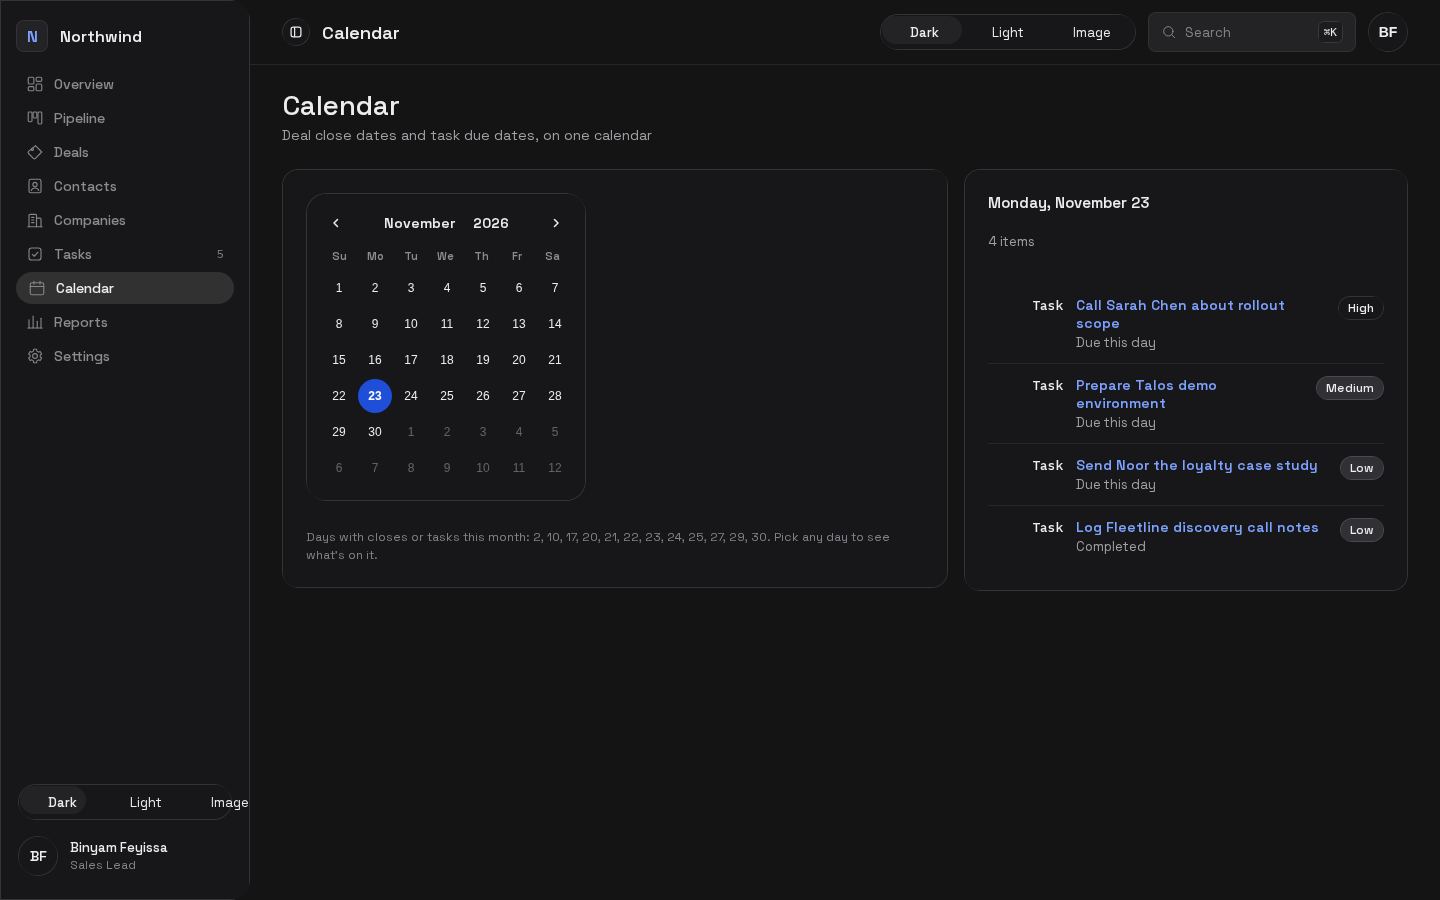 N Northwind
Overview
Pipeline
Deals
Contacts
Companies
Tasks 5
Calendar
Reports
Settings
Dark Light Image
BF
Binyam Feyissa
Sales Lead
Calendar
Dark Light Image
Search ⌘K
BF
Calendar
Deal close dates and task due dates, on one calendar
November 2026
Su Mo Tu We Th Fr Sa
1 2 3 4 5 6 7
8 9 10 11 12 13 14
15 16 17 18 19 20 21
22 23 24 25 26 27 28
29 30 1 2 3 4 5
6 7 8 9 10 11 12
Days with closes or tasks this month: 2, 10, 17, 20, 21, 22, 23, 24, 25, 27, 29, 30. Pick any day to see
what's on it.
Monday, November 23
4 items
Task Call Sarah Chen about rollout High
scope
Due this day
Task Prepare Talos demo Medium
environment
Due this day
Task Send Noor the loyalty case study Low
Due this day
Task Log Fleetline discovery call notes Low
Completed